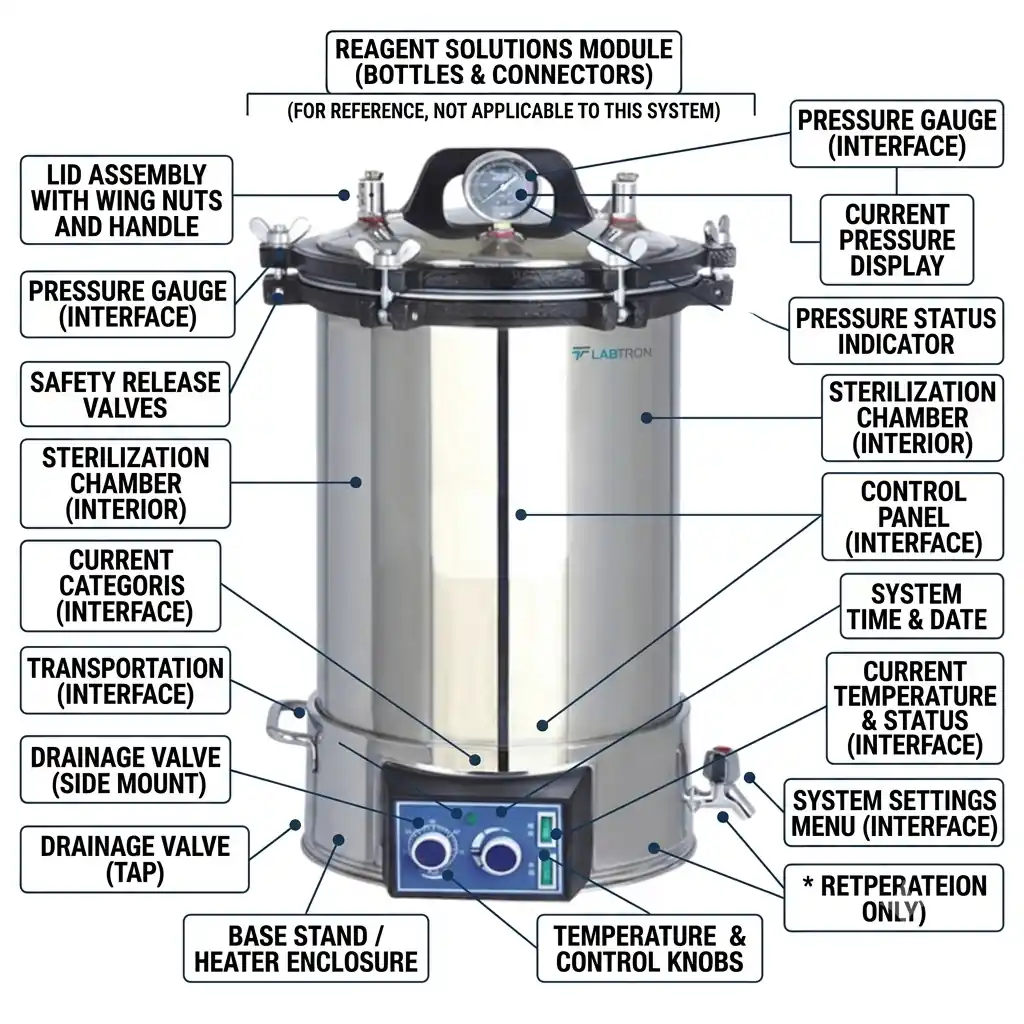 REAGENT SOLUTIONS MODULE
(BOTTLES & CONNECTORS)
(FOR REFERENCE, NOT APPLICABLE TO THIS SYSTEM)
LID ASSEMBLY
WITH WING NUTS
AND HANDLE
PRESSURE GAUGE
(INTERFACE)
SAFETY RELEASE
VALVES
STERILIZATION
CHAMBER
(INTERIOR)
CURRENT
CATEGORIS
(INTERFACE)
TRANSPORTATION
(INTERFACE)
DRAINAGE VALVE
(SIDE MOUNT)
DRAINAGE VALVE
(TAP)
BASE STAND /
HEATER ENCLOSURE
LABTRON
PRESSURE GAUGE
(INTERFACE)
CURRENT
PRESSURE
DISPLAY
PRESSURE STATUS
INDICATOR
STERILIZATION
CHAMBER
(INTERIOR)
CONTROL
PANEL
(INTERFACE)
SYSTEM
TIME & DATE
CURRENT
TEMPERATURE
& STATUS
(INTERFACE)
SYSTEM SETTINGS
MENU (INTERFACE)
* RETPERATEION
ONLY)
TEMPERATURE &
CONTROL KNOBS